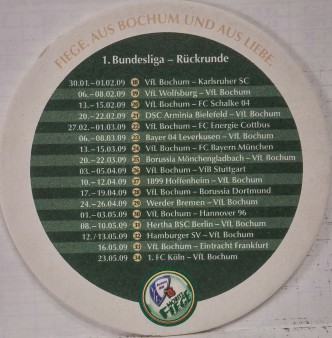 FIEGE. AUS BOCHUM UND AUS LIEBE.
1. Bundesliga – Rückrunde
30.01.–01.02.09 18 VfL Bochum – Karlsruher SC
06.–08.02.09 19 VfL Wolfsburg – VfL Bochum
13.–15.02.09 20 VfL Bochum – FC Schalke 04
20.–22.02.09 21 DSC Arminia Bielefeld – VfL Bochum
27.02.–01.03.09 22 VfL Bochum – FC Energie Cottbus
06.–08.03.09 23 Bayer 04 Leverkusen – VfL Bochum
13.–15.03.09 24 VfL Bochum – FC Bayern München
20.–22.03.09 25 Borussia Mönchengladbach – VfL Bochum
03.–05.04.09 26 VfL Bochum – VfB Stuttgart
10.–12.04.09 27 1899 Hoffenheim – VfL Bochum
17.–19.04.09 28 VfL Bochum – Borussia Dortmund
24.–26.04.09 29 Werder Bremen – VfL Bochum
01.–03.05.09 30 VfL Bochum – Hannover 96
08.–10.05.09 31 Hertha BSC Berlin – VfL Bochum
12./13.05.09 32 Hamburger SV – VfL Bochum
16.05.09 33 VfL Bochum – Eintracht Frankfurt
23.05.09 34 1. FC Köln – VfL Bochum
MORITZ
FIEGE